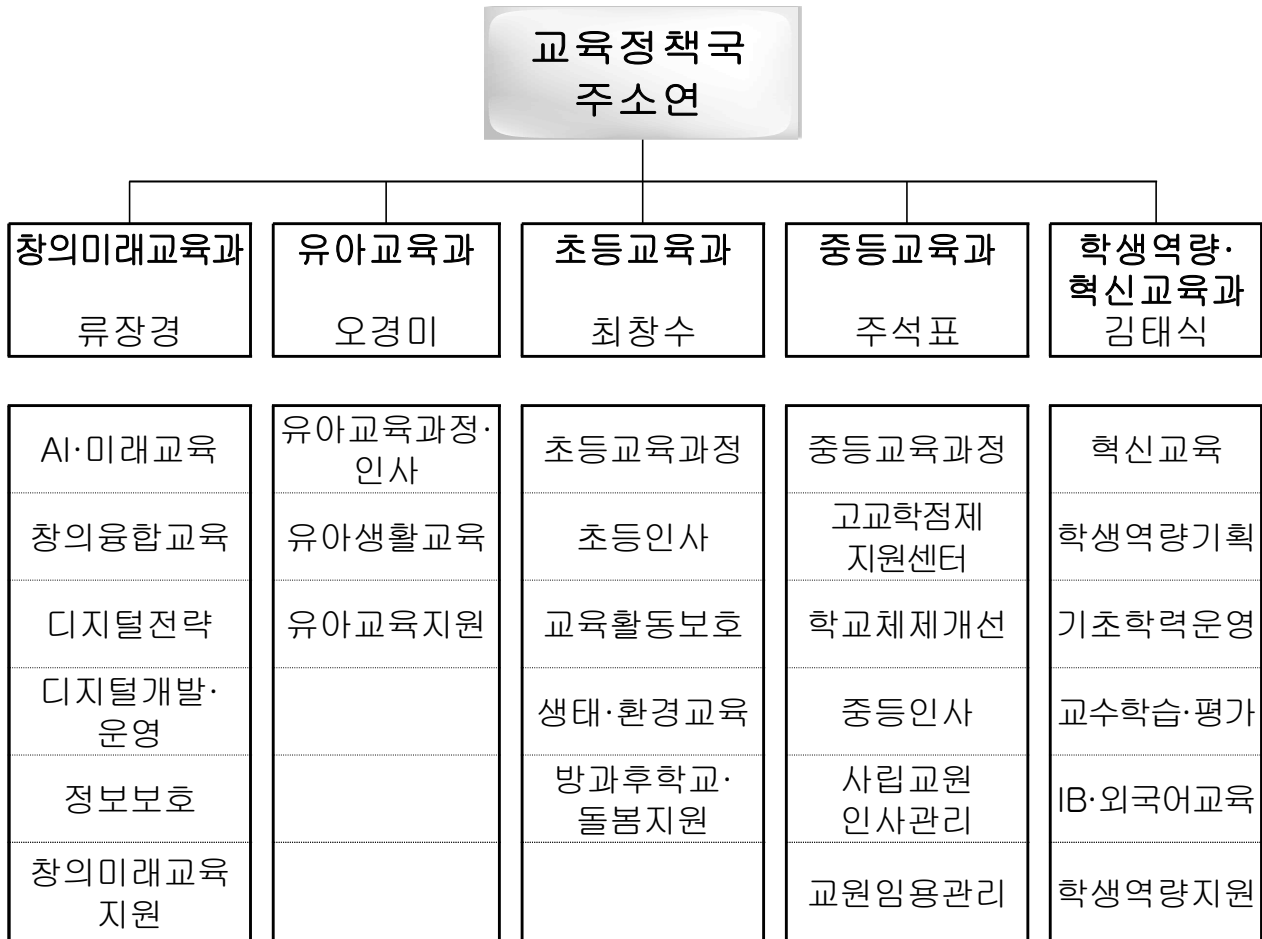 교육정책국
주소연
창의미래교육과
류장경
유아교육과
오경미
초등교육과
최창수
중등교육과
주석표
학생역량·
혁신교육과
김태식
AI·미래교육
창의융합교육
디지털전략
디지털개발·
운영
정보보호
창의미래교육
지원
유아교육과정·
인사
유아생활교육
유아교육지원
초등교육과정
초등인사
교육활동보호
생태·환경교육
방과후학교·
돌봄지원
중등교육과정
고교학점제
지원센터
학교체제개선
중등인사
사립교원
인사관리
교원임용관리
혁신교육
학생역량기획
기초학력운영
교수학습·평가
IB·외국어교육
학생역량지원